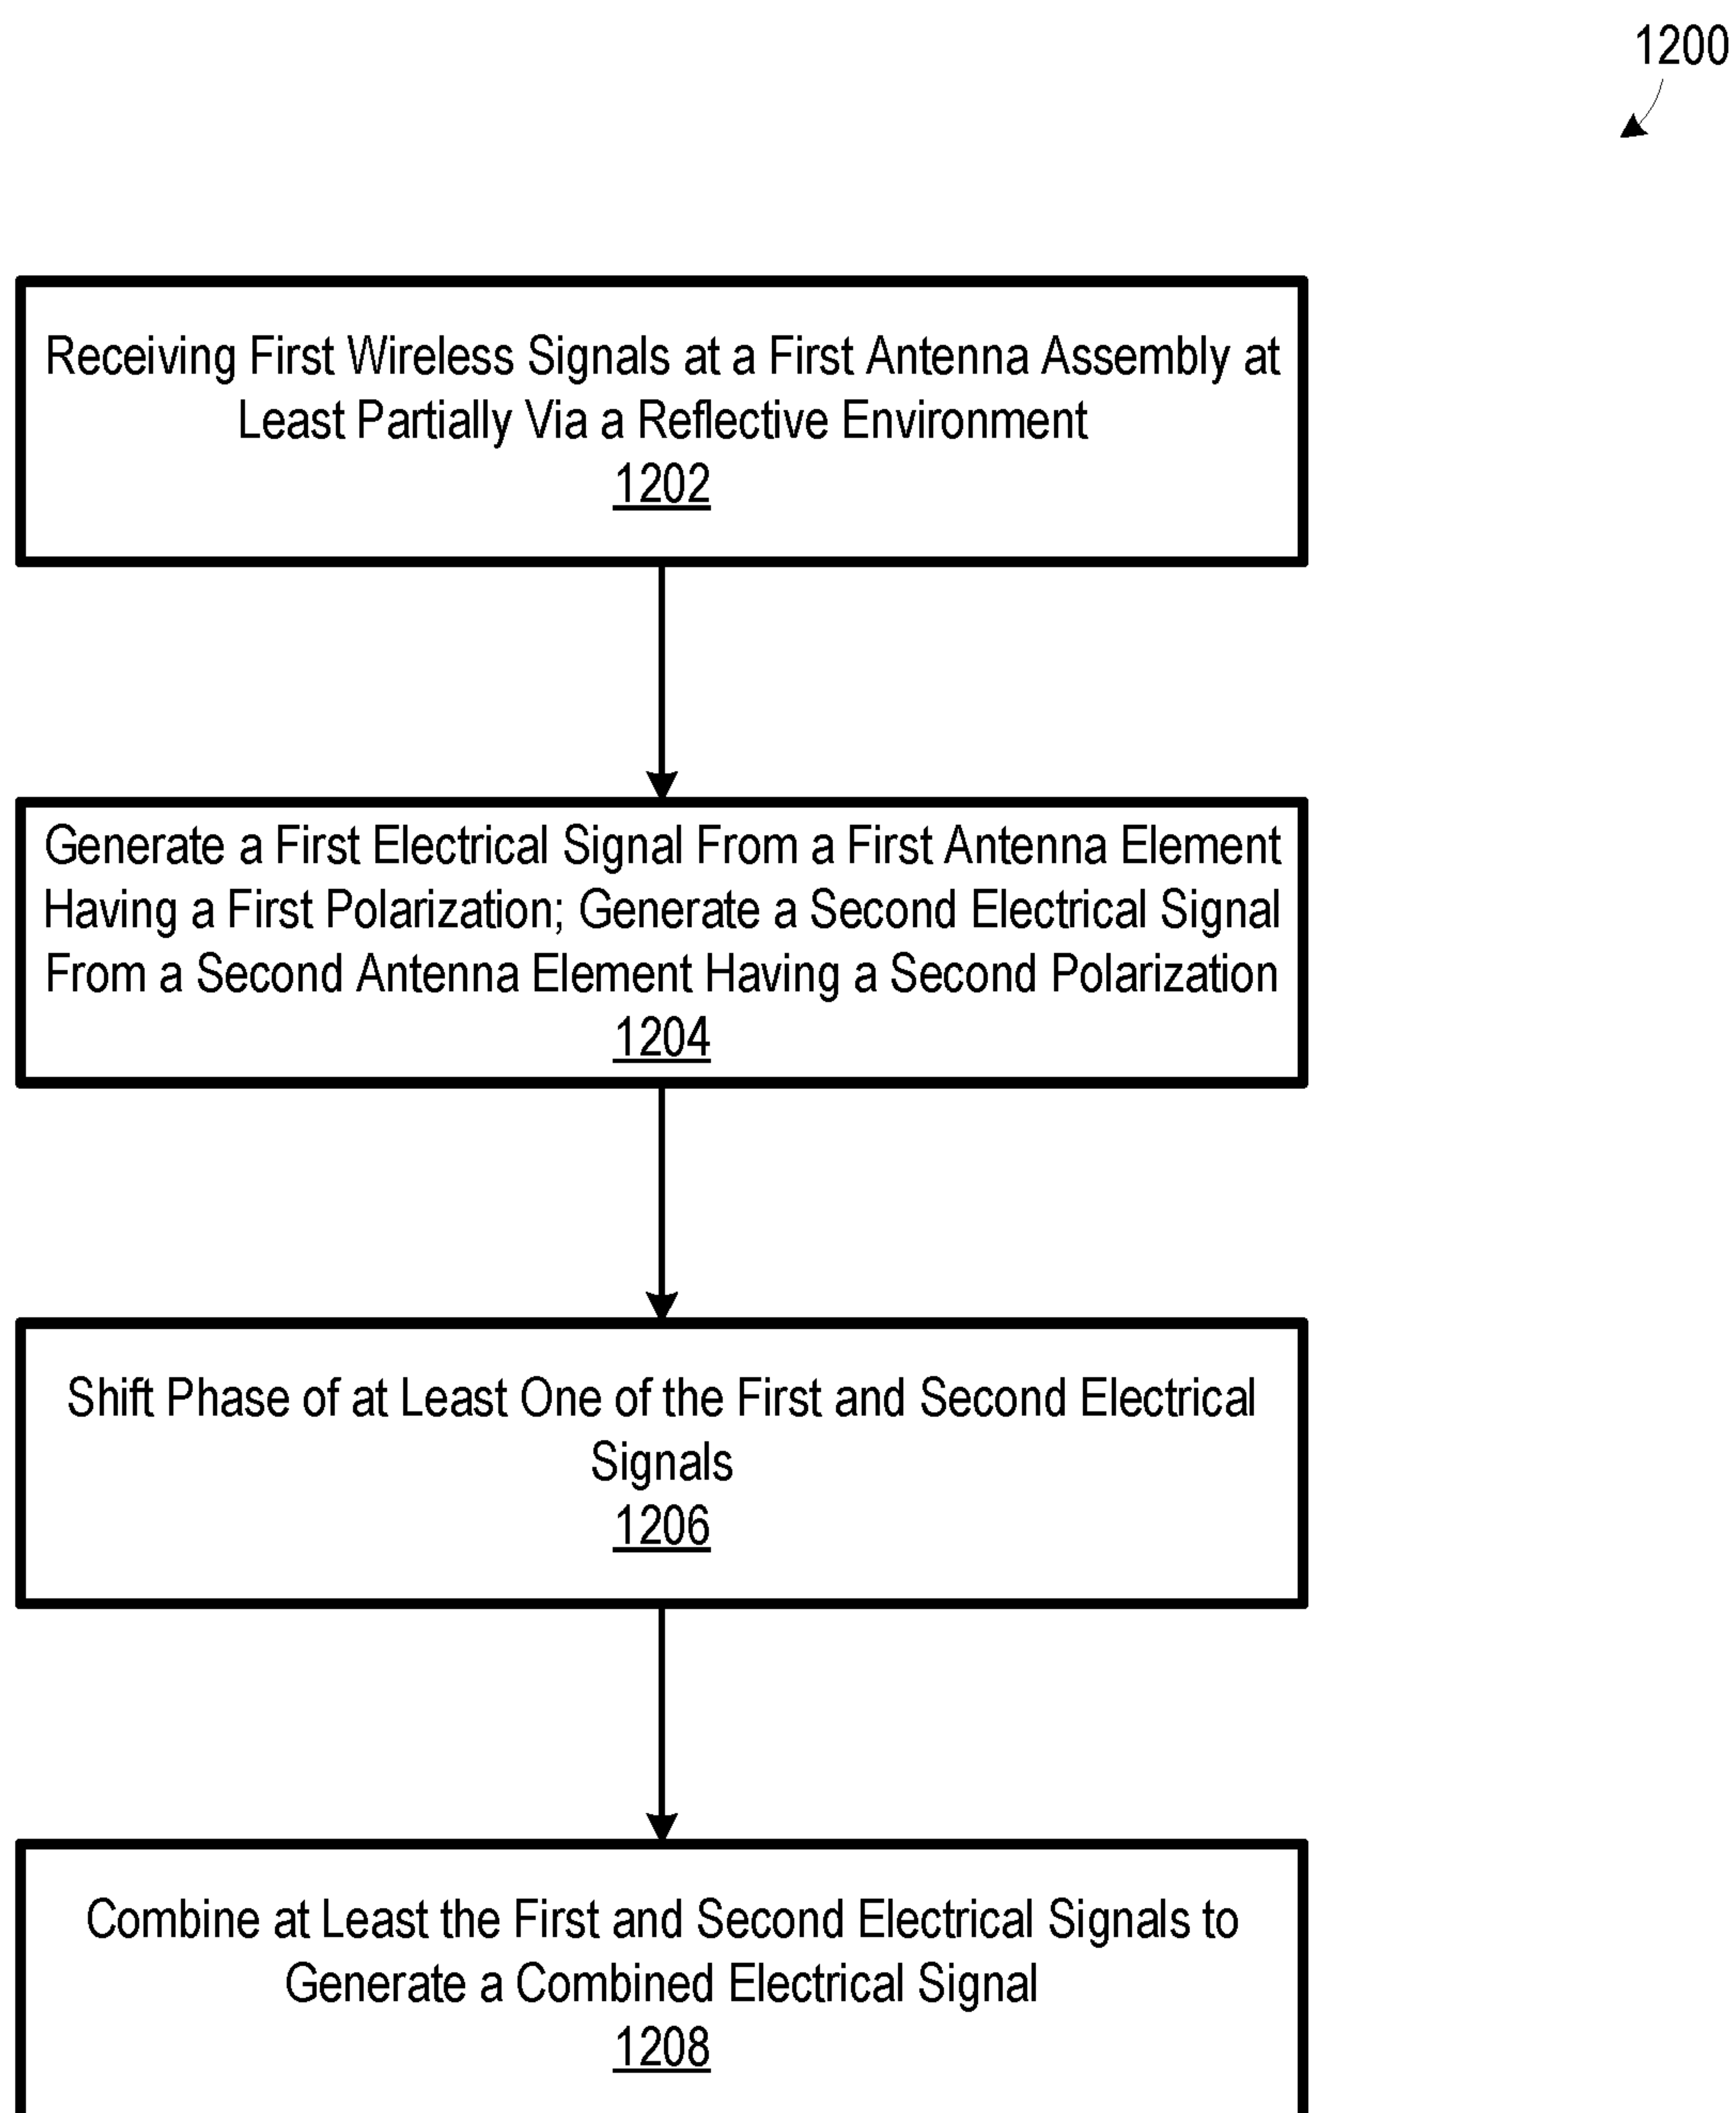 1200
Receiving First Wireless Signals at a First Antenna Assembly at
Least Partially Via a Reflective Environment
1202
Generate a First Electrical Signal From a First Antenna Element
Having a First Polarization; Generate a Second Electrical Signal
From a Second Antenna Element Having a Second Polarization
1204
Shift Phase of at Least One of the First and Second Electrical
Signals
1206
Combine at Least the First and Second Electrical Signals to
Generate a Combined Electrical Signal
1208